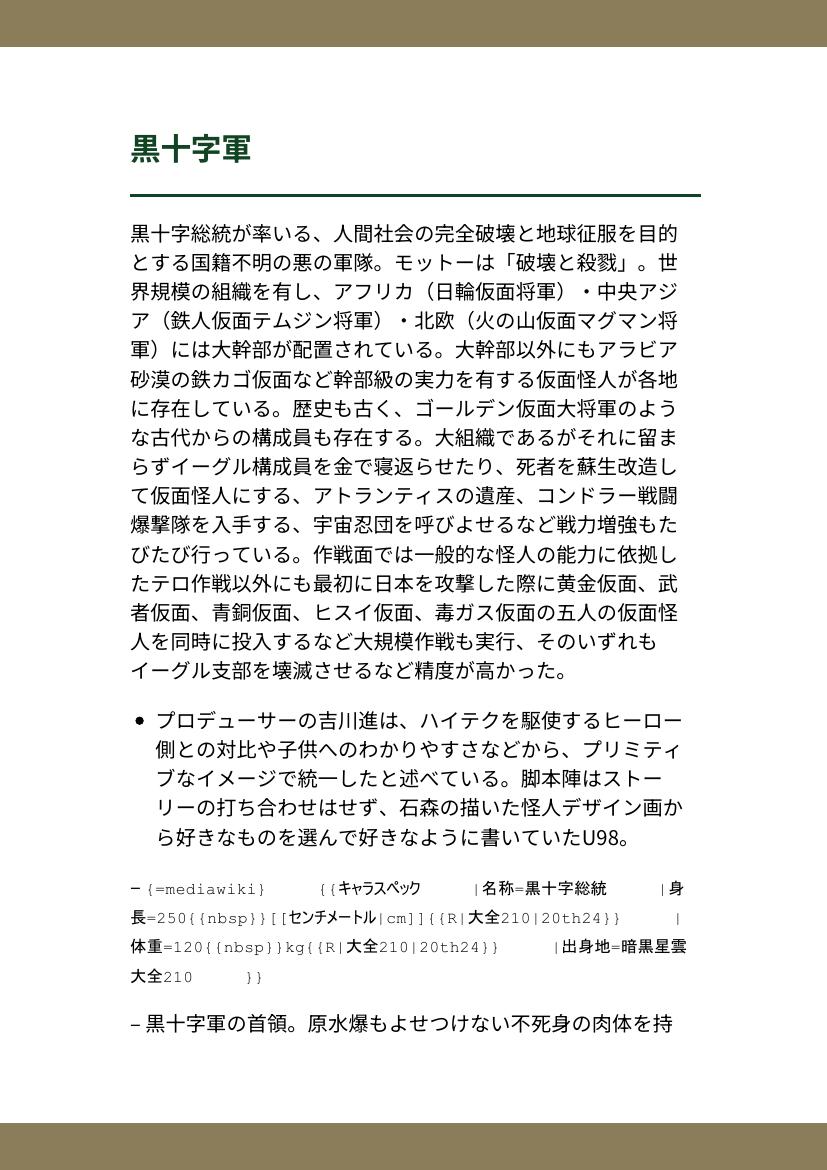 黒十字軍
黒十字総統が率いる、人間社会の完全破壊と地球征服を目的
とする国籍不明の悪の軍隊。モットーは「破壊と殺戮」。世
界規模の組織を有し、アフリカ（日輪仮面将軍）・中央アジ
ア（鉄人仮面テムジン将軍）・北欧（火の山仮面マグマン将
軍）には大幹部が配置されている。大幹部以外にもアラビア
砂漠の鉄カゴ仮面など幹部級の実力を有する仮面怪人が各地
に存在している。歴史も古く、ゴールデン仮面大将軍のよう
な古代からの構成員も存在する。大組織であるがそれに留ま
らずイーグル構成員を金で寝返らせたり、死者を蘇生改造し
て仮面怪人にする、アトランティスの遺産、コンドラー戦闘
爆撃隊を入手する、宇宙忍団を呼びよせるなど戦力増強もた
びたび行っている。作戦面では一般的な怪人の能力に依拠し
たテロ作戦以外にも最初に日本を攻撃した際に黄金仮面、武
者仮面、青銅仮面、ヒスイ仮面、毒ガス仮面の五人の仮面怪
人を同時に投入するなど大規模作戦も実行、そのいずれも
イーグル支部を壊滅させるなど精度が高かった。
• プロデューサーの吉川進は、ハイテクを駆使するヒーロー
側との対比や子供へのわかりやすさなどから、プリミティ
ブなイメージで統一したと述べている。脚本陣はストー
リーの打ち合わせはせず、石森の描いた怪人デザイン画か
ら好きなものを選んで好きなように書いていたU98。
– {=mediawiki} {{キャラスペック |名称=黒十字総統 |身
長=250{{nbsp}}[[センチメートル|cm]]{{R|大全210|20th24}} |
体重=120{{nbsp}}kg{{R|大全210|20th24}} |出身地=暗黒星雲
大全210 }}
– 黒十字軍の首領。原水爆もよせつけない不死身の肉体を持